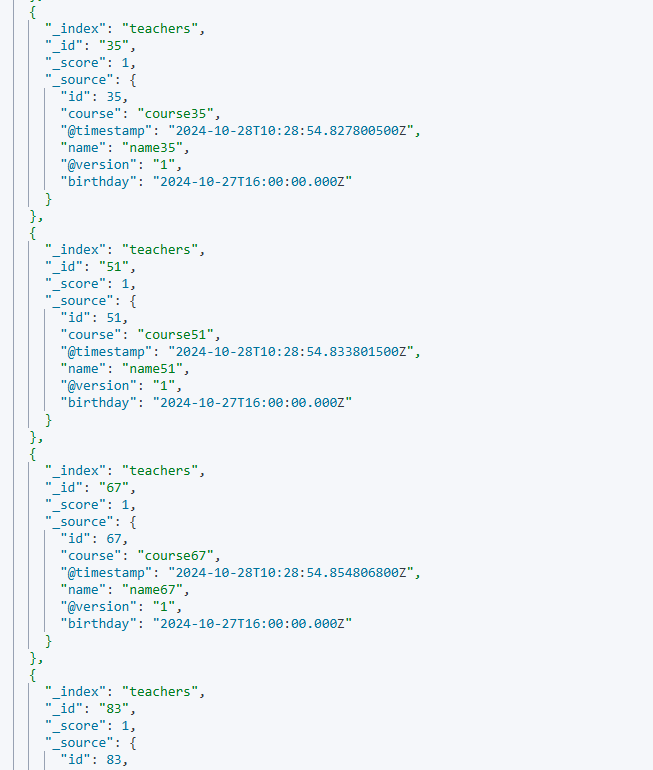 {
"_index": "teachers",
"_id": "35",
"_score": 1,
"_source": {
"id": 35,
"course": "course35",
"@timestamp": "2024-10-28T10:28:54.827800500Z",
"name": "name35",
"@version": "1",
"birthday": "2024-10-27T16:00:00.000Z"
}
},
{
"_index": "teachers",
"_id": "51",
"_score": 1,
"_source": {
"id": 51,
"course": "course51",
"@timestamp": "2024-10-28T10:28:54.833801500Z",
"name": "name51",
"@version": "1",
"birthday": "2024-10-27T16:00:00.000Z"
}
},
{
"_index": "teachers",
"_id": "67",
"_score": 1,
"_source": {
"id": 67,
"course": "course67",
"@timestamp": "2024-10-28T10:28:54.854806800Z",
"name": "name67",
"@version": "1",
"birthday": "2024-10-27T16:00:00.000Z"
}
},
{
"_index": "teachers",
"_id": "83",
"_score": 1,
"_source": {
"id": 83,